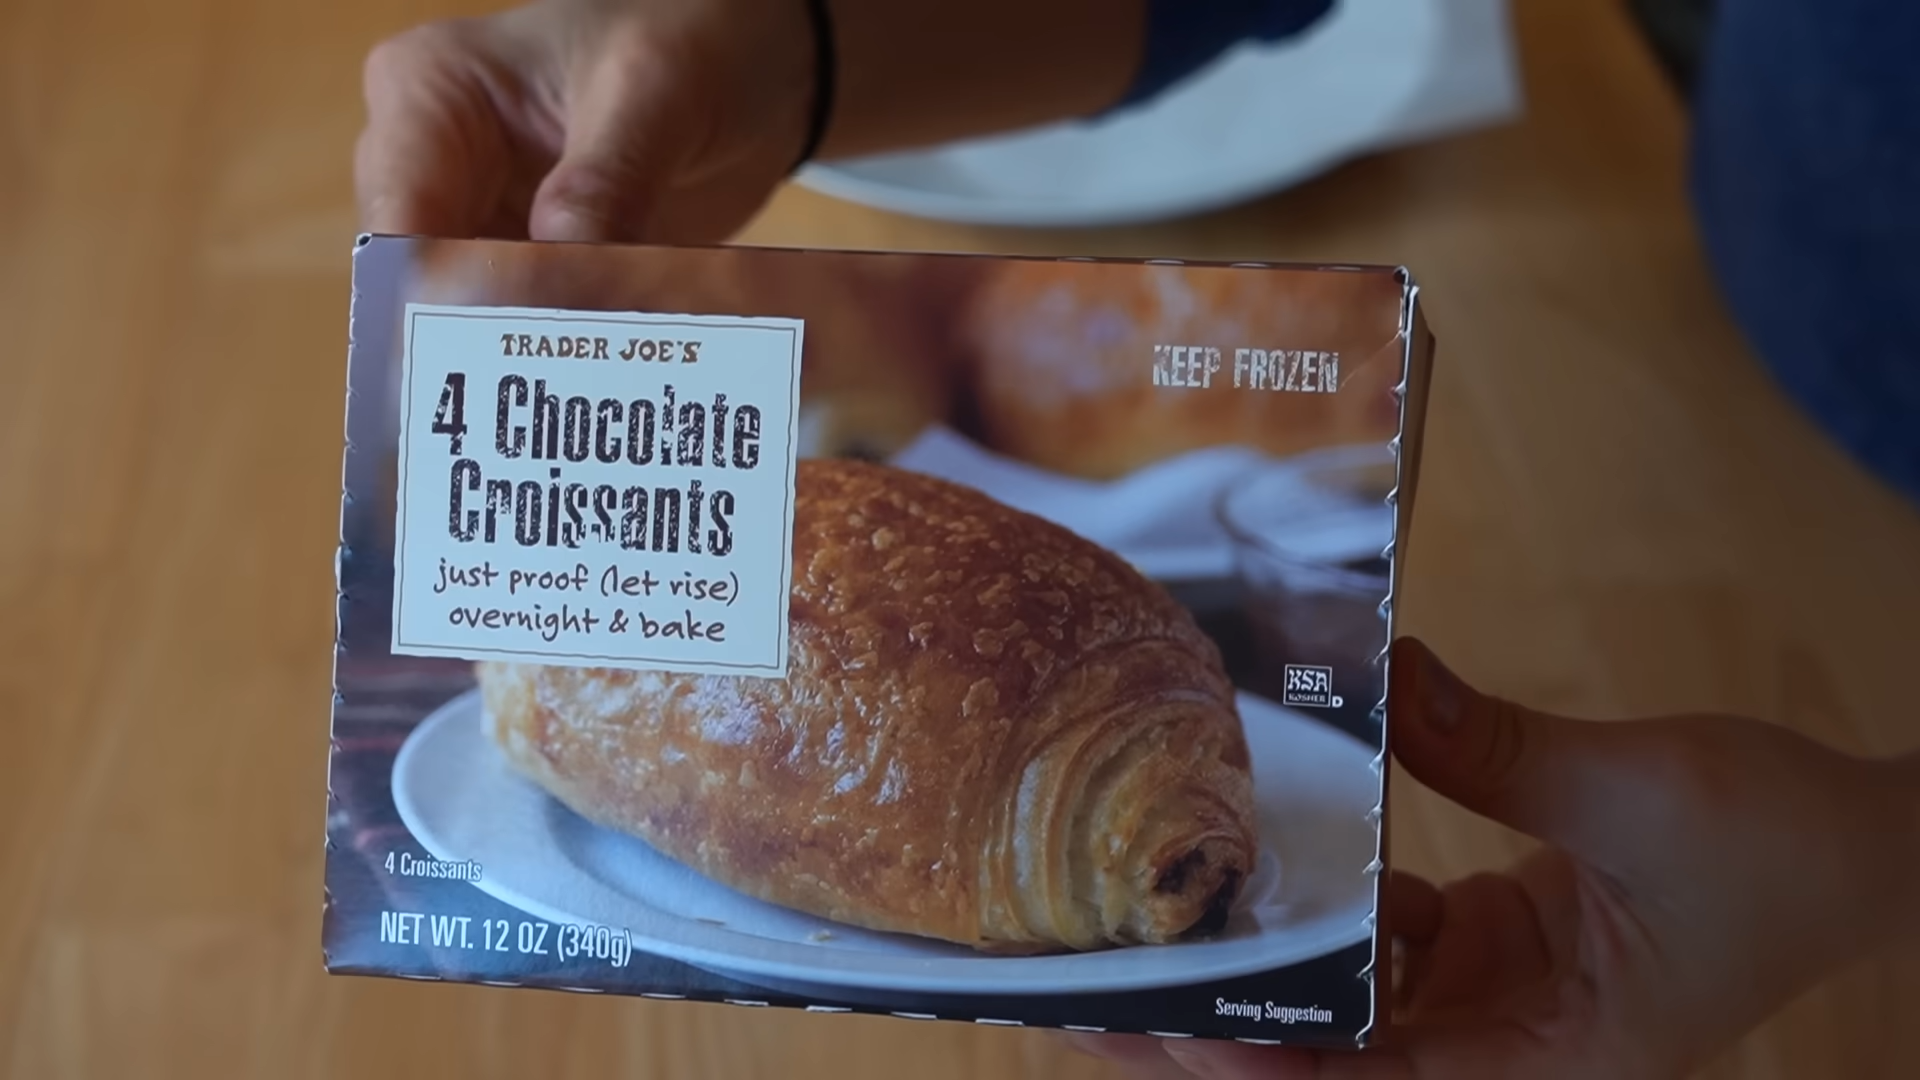 TRADER JOE'S
4 Chocolate
Croissants
just proof (let rise)
overnight & bake
KEEP FROZEN
KSA
KOSHER D
4 Croissants
NET WT. 12 OZ (340g)
Serving Suggestion